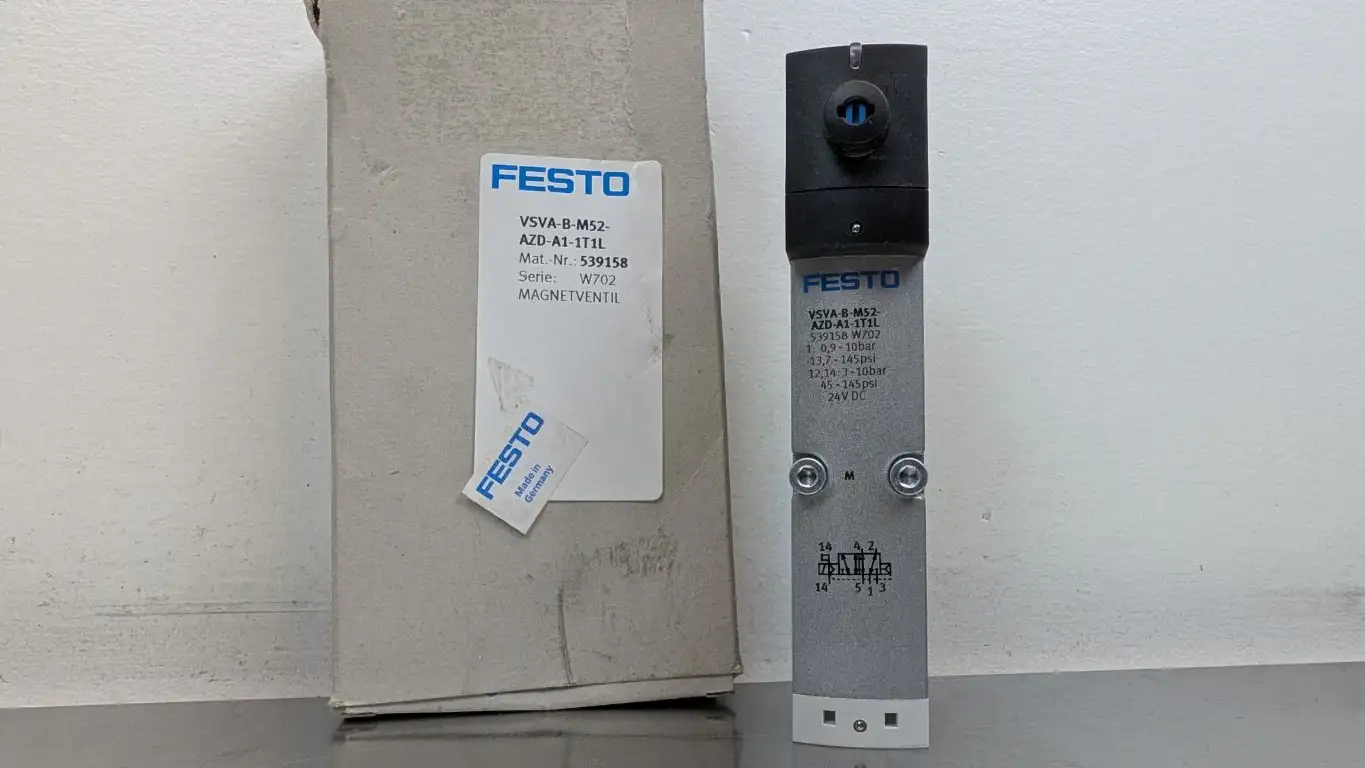 FESTO
VSVA-B-M52-
AZD-A1-1T1L
Mat.-Nr.: 539158
Serie: W702
MAGNETVENTIL
FESTO
Made in
Germany
FESTO
VSVA-B-M52-
AZD-A1-1T1L
539158 W702
1: 0,9-10bar
13,7-145psi
12,14: 3-10bar
45-145psi
24V DC
M
14 4 2
14 5 1 3